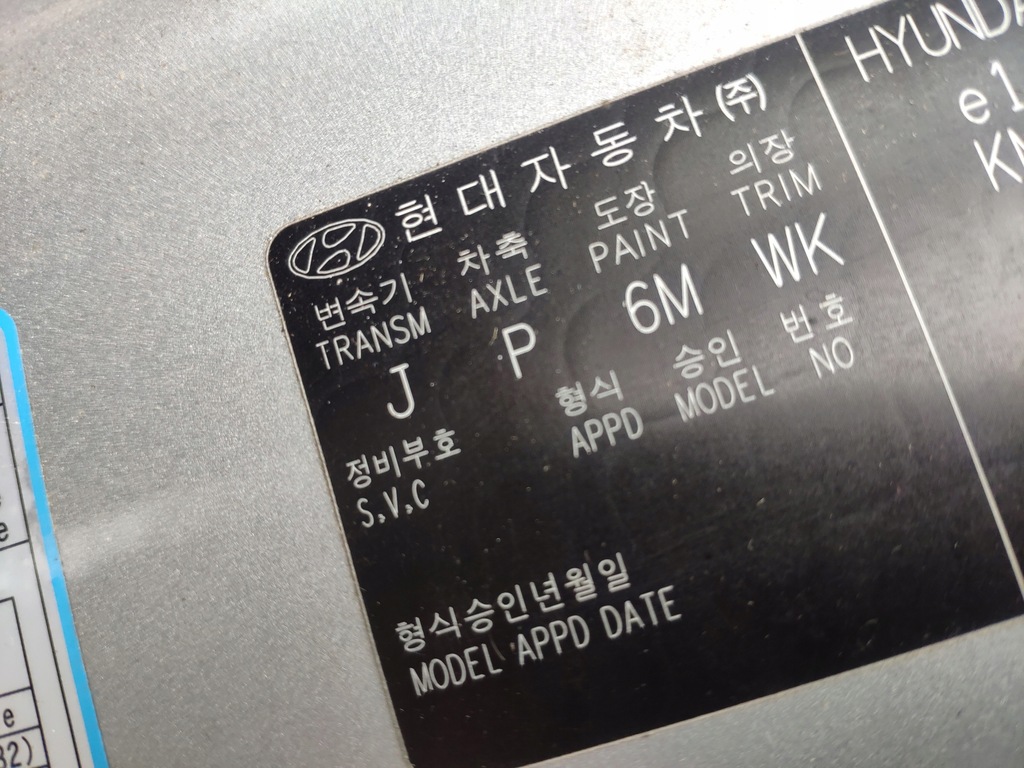 현대자동차(주)
변속기 차축 도장 의장
TRANSM AXLE PAINT TRIM
J P 6M WK
정비부호 형식 승인 번호
S.V.C APPD MODEL NO
형식승인년월일
MODEL APPD DATE
e1
e
32)